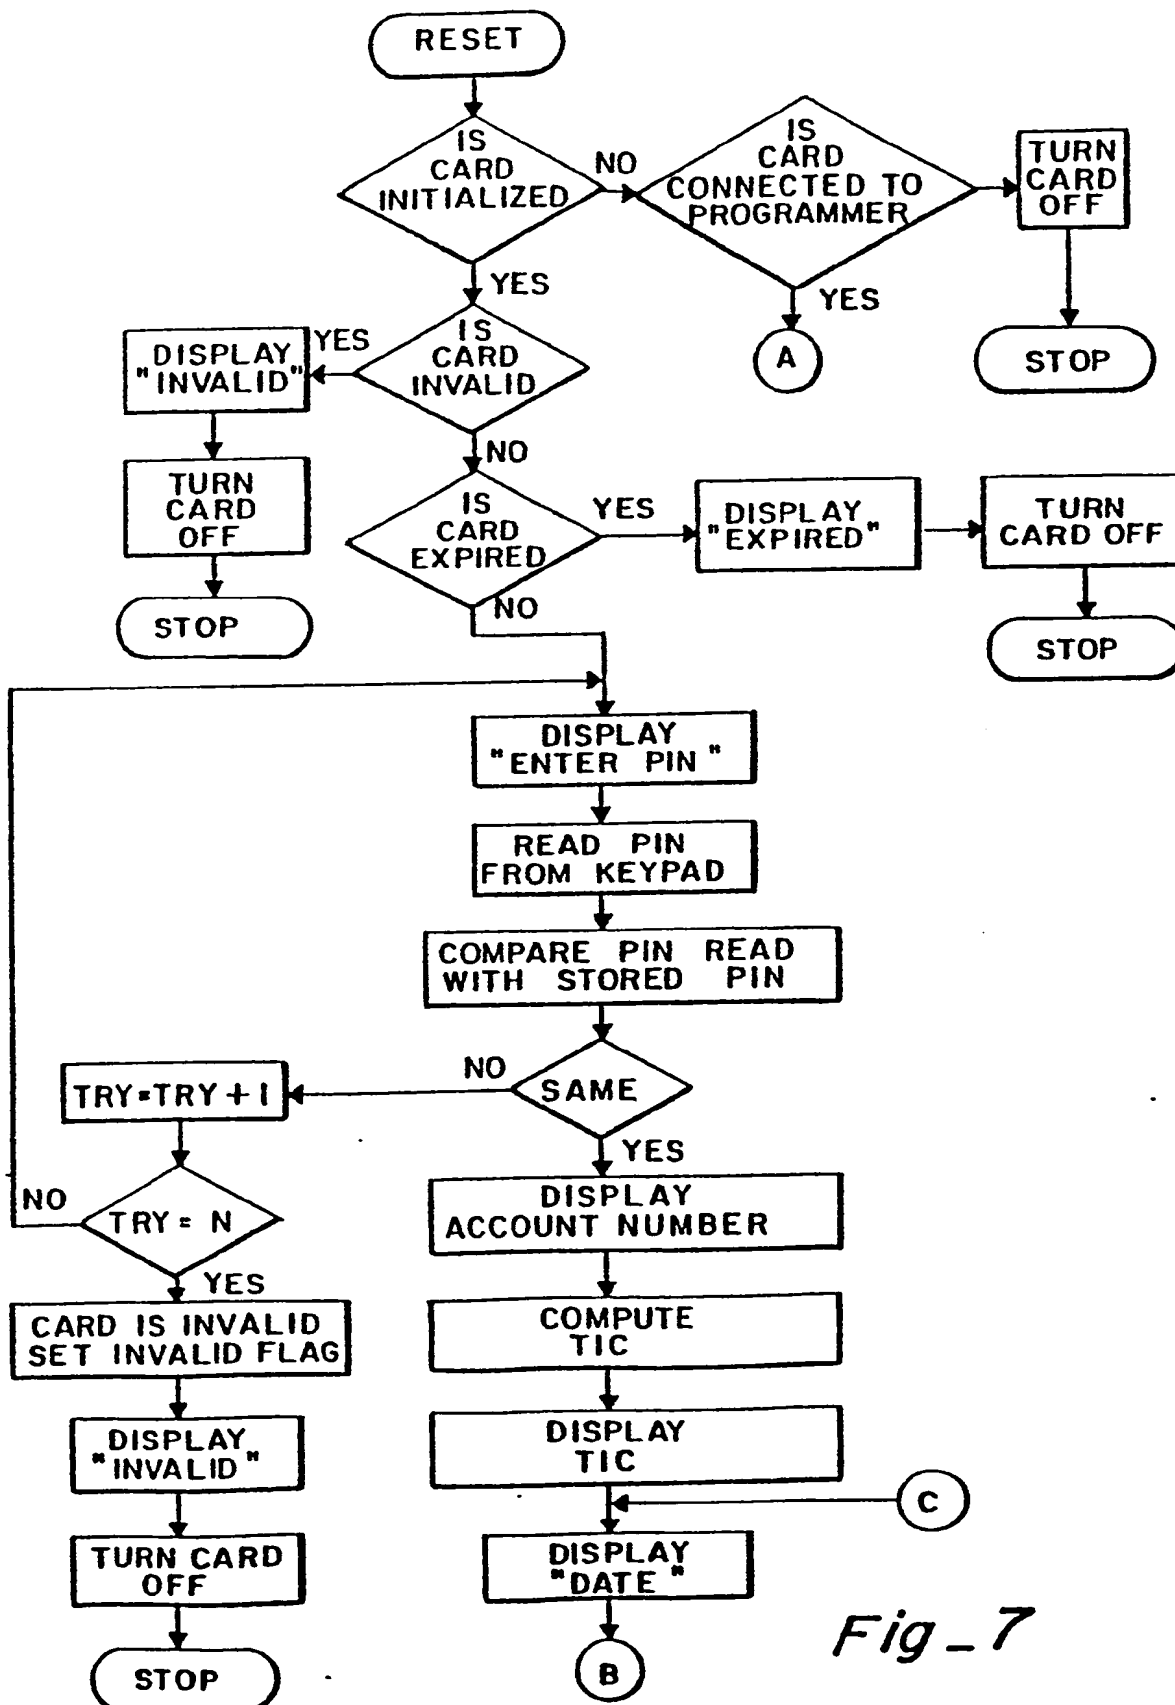 RESET
IS
CARD
INITIALIZED
NO
IS
CARD
CONNECTED TO
PROGRAMMER
TURN
CARD
OFF
YES
YES
A
STOP
IS
CARD
INVALID
YES
DISPLAY
"INVALID"
NO
TURN
CARD
OFF
STOP
IS
CARD
EXPIRED
YES
DISPLAY
"EXPIRED"
TURN
CARD OFF
STOP
NO
DISPLAY
"ENTER PIN"
READ PIN
FROM KEYPAD
COMPARE PIN READ
WITH STORED PIN
SAME
NO
TRY=TRY+1
YES
TRY= N
NO
YES
CARD IS INVALID
SET INVALID FLAG
DISPLAY
"INVALID"
TURN CARD
OFF
STOP
DISPLAY
ACCOUNT NUMBER
COMPUTE
TIC
DISPLAY
TIC
C
DISPLAY
"DATE"
B
Fig_7